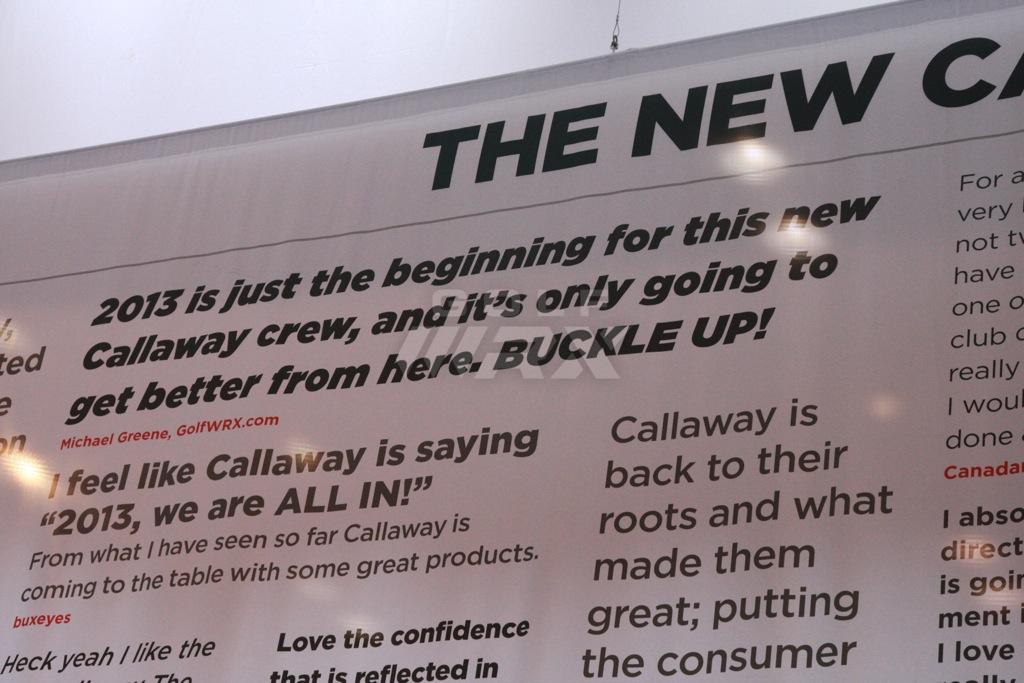 THE NEW
2013 is just the beginning for this new
Callaway crew, and it's only going to
get better from here. BUCKLE UP!
Michael Greene, GolfWRX.com
I feel like Callaway is saying
“2013, we are ALL IN!”
From what I have seen so far Callaway is
coming to the table with some great products.
buxeyes
Heck yeah I like the
The
Love the confidence
that is reflected in
Callaway is
back to their
roots and what
made them
great; putting
the consumer
For
very
not
have
one
club
really
I
done
I
is
I love
GOLF
WRX